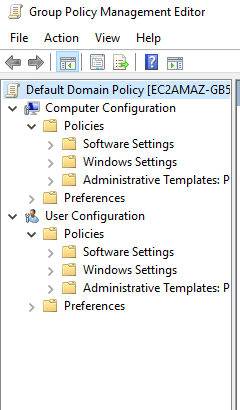 Group Policy Management Editor
File Action View Help
Default Domain Policy [EC2AMAZ-GB5
Computer Configuration
Policies
Software Settings
Windows Settings
Administrative Templates: P
Preferences
User Configuration
Policies
Software Settings
Windows Settings
Administrative Templates: P
Preferences